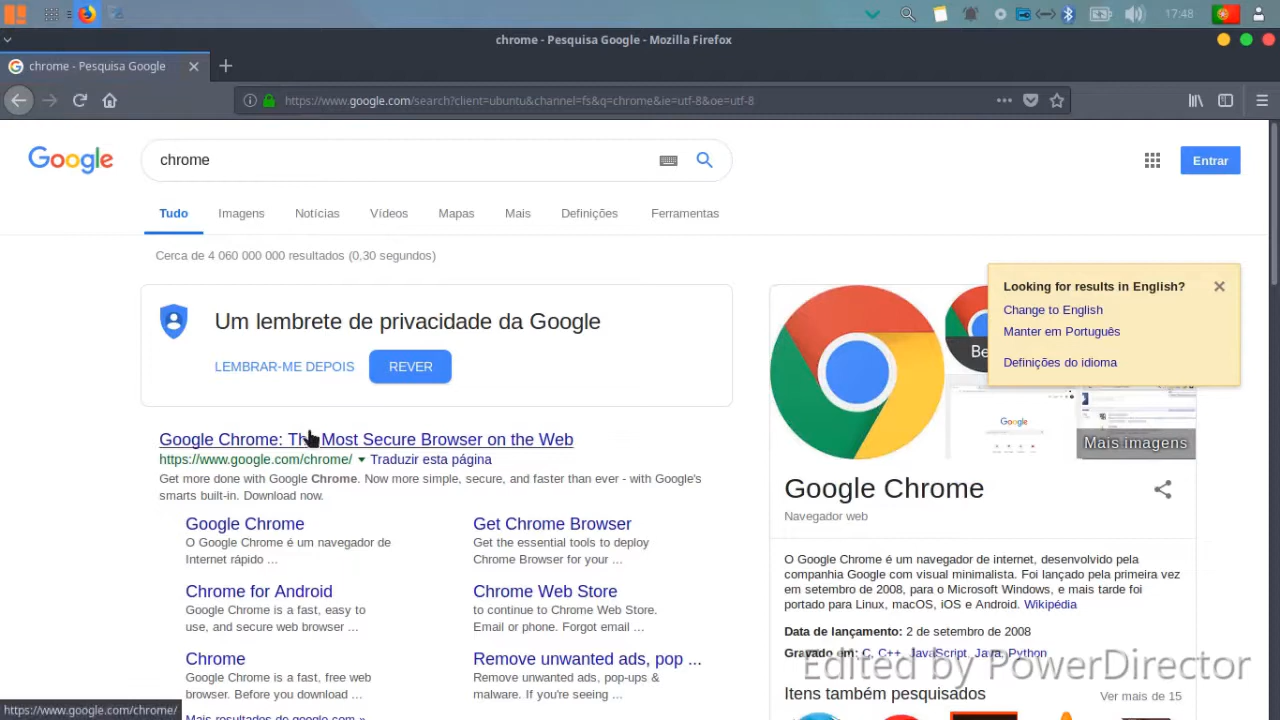 17:48
chrome - Pesquisa Google - Mozilla Firefox
chrome - Pesquisa Google
https://www.google.com/search?client=ubuntu&channel=fs&q=chrome&ie=utf-8&oe=utf-8
Google
chrome
Entrar
Tudo Imagens Notícias Vídeos Mapas Mais Definições Ferramentas
Cerca de 4 060 000 000 resultados (0,30 segundos)
Um lembrete de privacidade da Google
LEMBRAR-ME DEPOIS REVER
Google Chrome: The Most Secure Browser on the Web
https://www.google.com/chrome/ Traduzir esta página
Get more done with Google Chrome. Now more simple, secure, and faster than ever - with Google's
smarts built-in. Download now.
Google Chrome
O Google Chrome é um navegador de
Internet rápido ...
Get Chrome Browser
Get the essential tools to deploy
Chrome Browser for your ...
Chrome for Android
Google Chrome is a fast, easy to
use, and secure web browser ...
Chrome Web Store
to continue to Chrome Web Store.
Email or phone. Forgot email ...
Chrome
Google Chrome is a fast, free web
browser. Before you download ...
Remove unwanted ads, pop ...
Remove unwanted ads, pop-ups &
malware. If you're seeing ...
Mais resultados de google.com »
https://www.google.com/chrome/
Looking for results in English?
Change to English
Manter em Português
Definições do idioma
Be
Google
Mais imagens
Google Chrome
Navegador web
O Google Chrome é um navegador de internet, desenvolvido pela
companhia Google com visual minimalista. Foi lançado pela primeira vez
em setembro de 2008, para o Microsoft Windows, e mais tarde foi
portado para Linux, macOS, iOS e Android. Wikipédia
Data de lançamento: 2 de setembro de 2008
Gravado em: C, C++, JavaScript, Java, Python
Edited by PowerDirector
Itens também pesquisados
Ver mais de 15